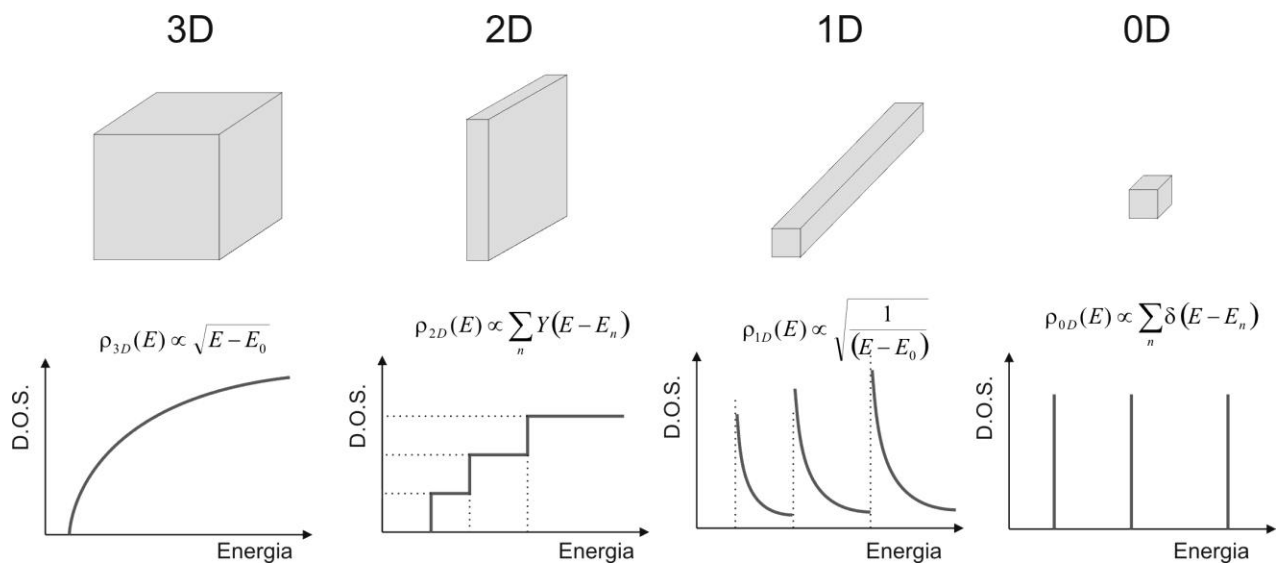 3D
2D
1D
0D
ρ3D(E) ∝ √(E − E0)
ρ2D(E) ∝ ∑n Y(E − En)
ρ1D(E) ∝ √(1/(E − E0))
ρ0D(E) ∝ ∑n δ(E − En)
D.O.S.
Energia
D.O.S.
Energia
D.O.S.
Energia
D.O.S.
Energia